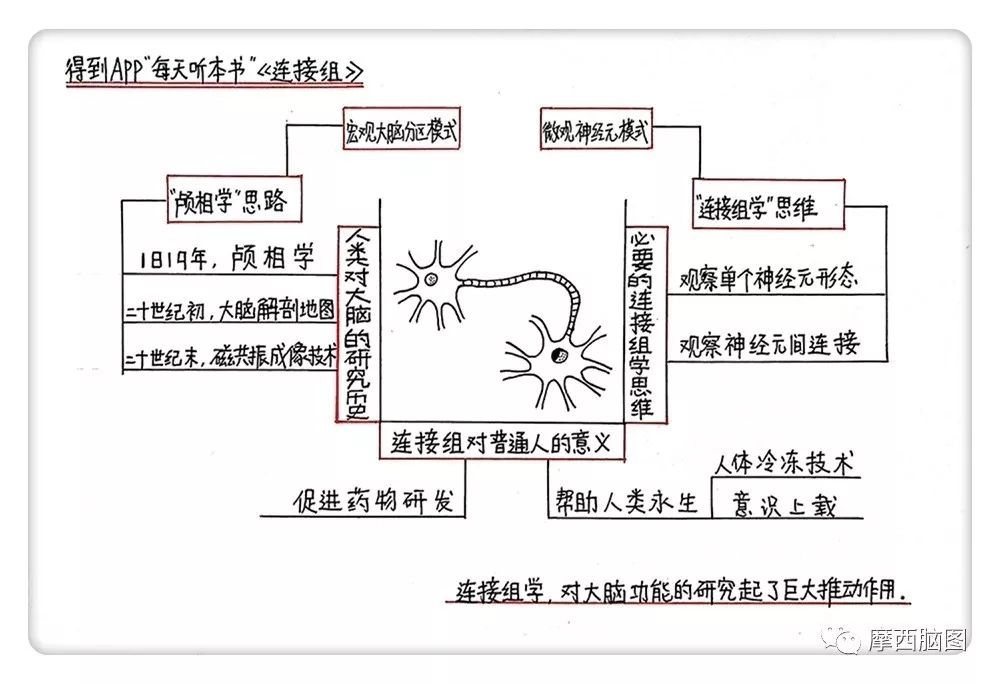 得到APP“每天听本书”《连接组》
宏观大脑分区模式
微观神经元模式
“颅相学”思路
“连接组学”思维
人类对大脑的研究历史
1819年，颅相学
二十世纪初，大脑解剖地图
二十世纪末，磁共振成像技术
必要的连接组学思维
观察单个神经元形态
观察神经元间连接
连接组对普通人的意义
促进药物研发
帮助人类永生
人体冷冻技术
意识上载
连接组学，对大脑功能的研究起了巨大推动作用.
摩西脑图